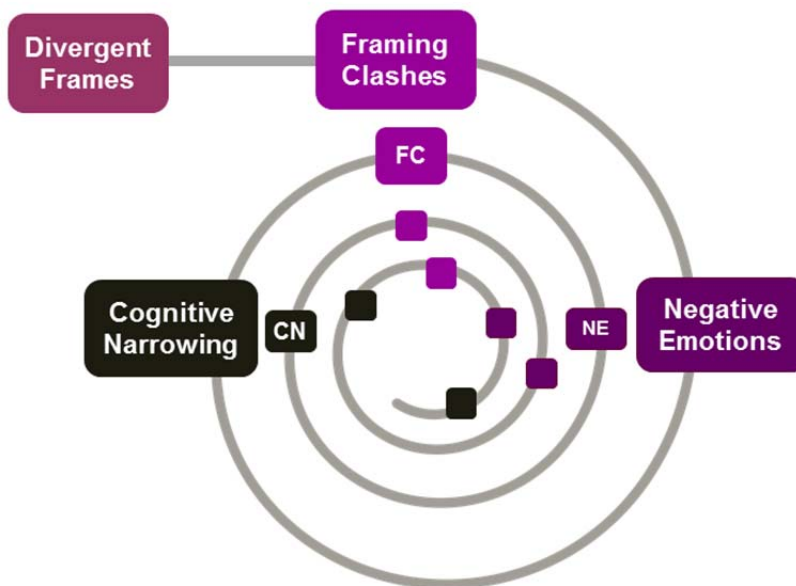 Divergent
Frames
Framing
Clashes
FC
Cognitive
Narrowing
CN
NE
Negative
Emotions